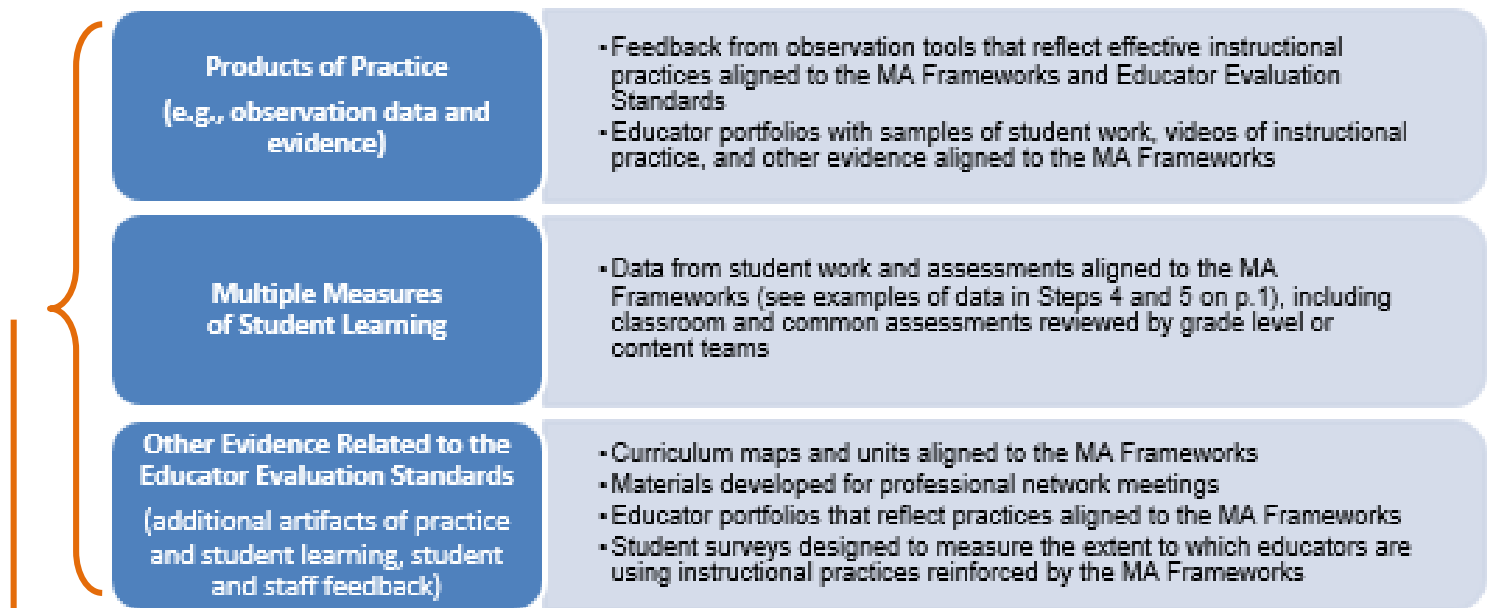 Products of Practice
(e.g., observation data and
evidence)
▪Feedback from observation tools that reflect effective instructional
practices aligned to the MA Frameworks and Educator Evaluation
Standards
▪Educator portfolios with samples of student work, videos of instructional
practice, and other evidence aligned to the MA Frameworks
Multiple Measures
of Student Learning
▪Data from student work and assessments aligned to the MA
Frameworks (see examples of data in Steps 4 and 5 on p.1), including
classroom and common assessments reviewed by grade level or
content teams
Other Evidence Related to the
Educator Evaluation Standards
(additional artifacts of practice
and student learning, student
and staff feedback)
▪Curriculum maps and units aligned to the MA Frameworks
▪Materials developed for professional network meetings
▪Educator portfolios that reflect practices aligned to the MA Frameworks
▪Student surveys designed to measure the extent to which educators are
using instructional practices reinforced by the MA Frameworks